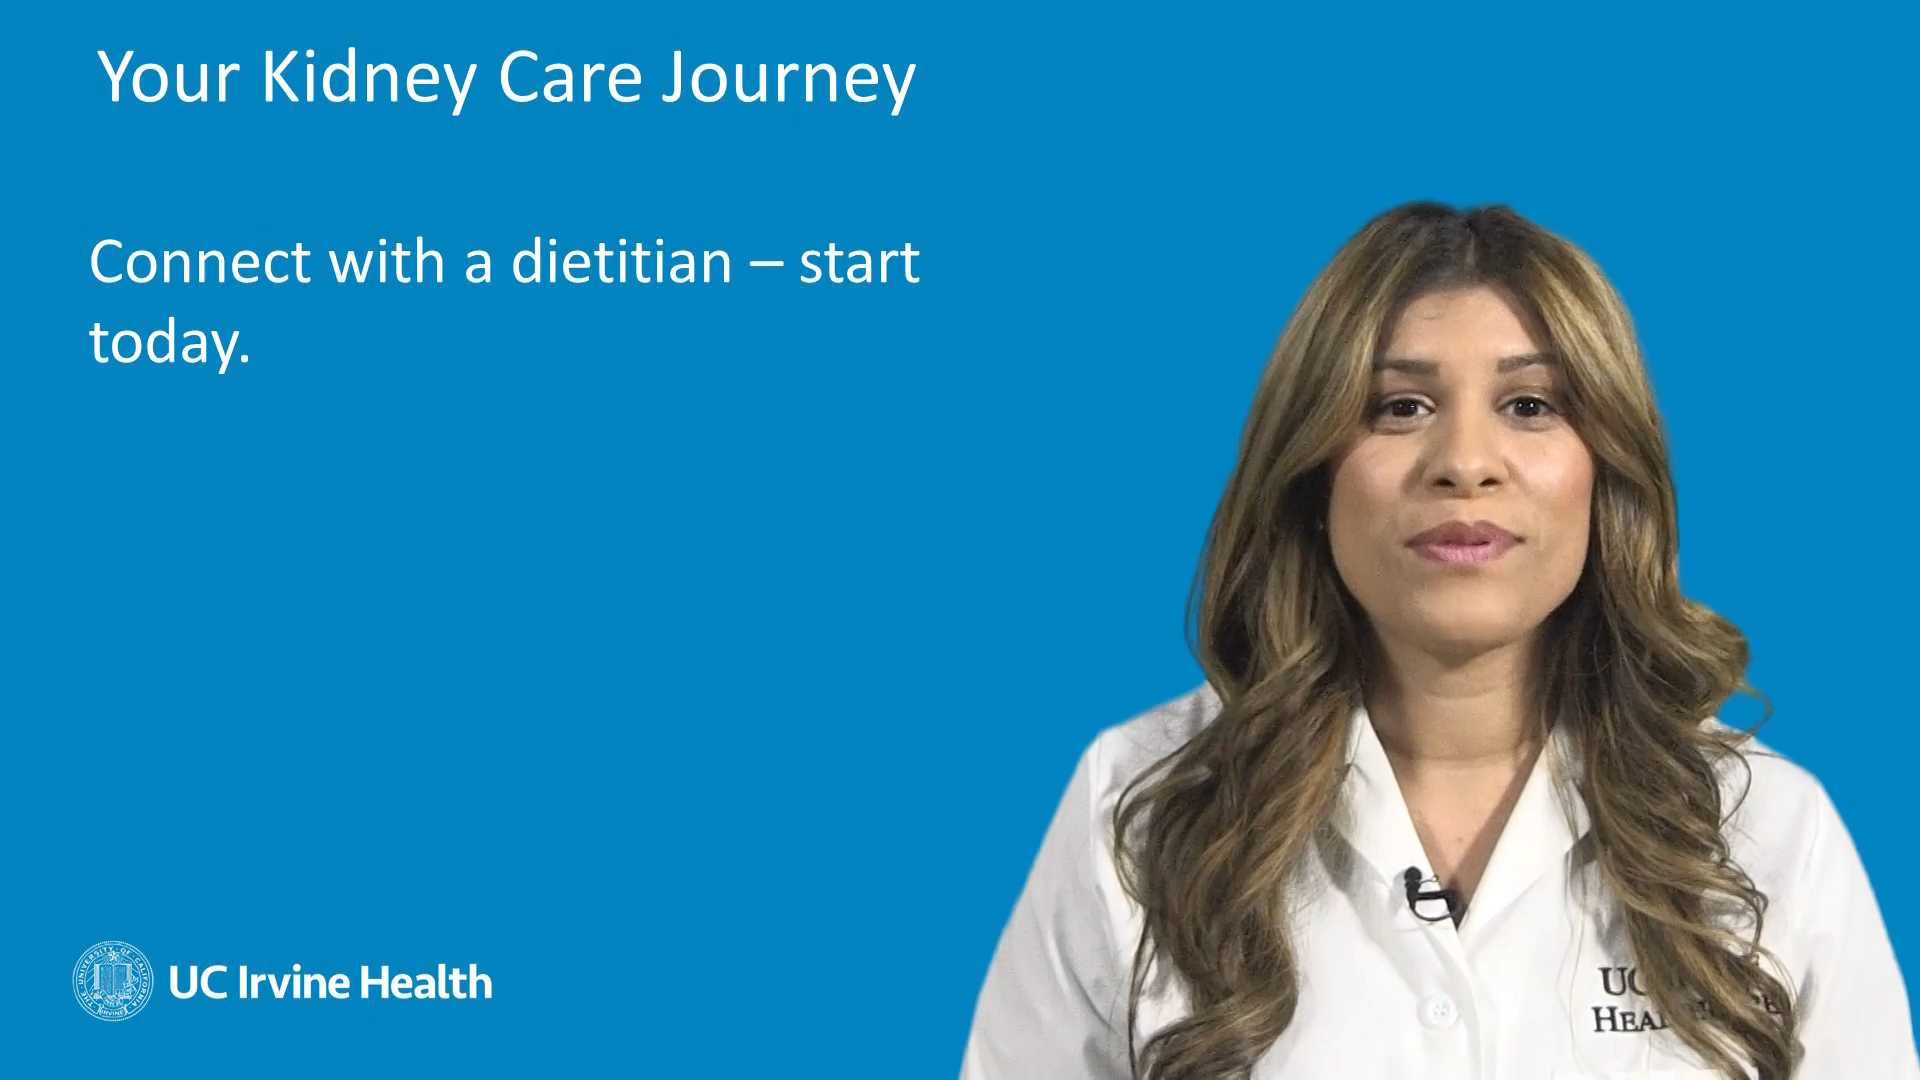 Your Kidney Care Journey
Connect with a dietitian – start
today.
UC Irvine Health